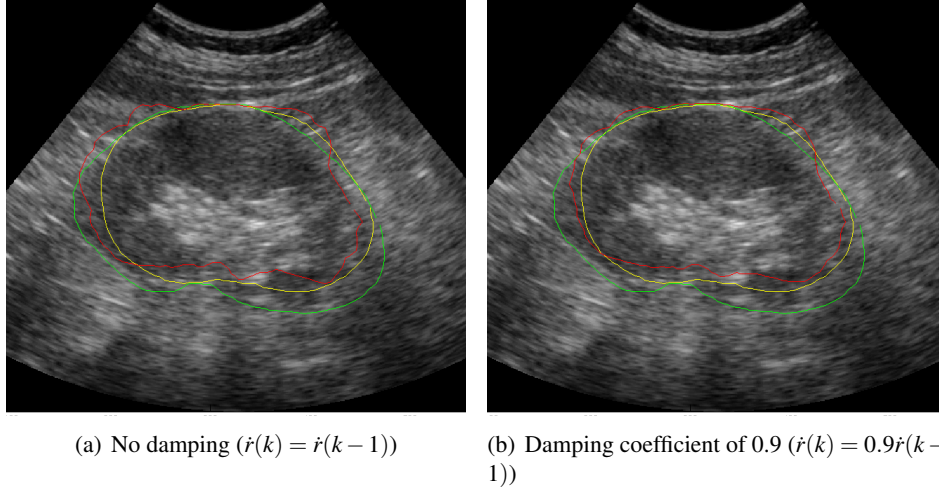 (a) No damping (ṙ(k) = ṙ(k − 1))
(b) Damping coefficient of 0.9 (ṙ(k) = 0.9ṙ(k −
1))